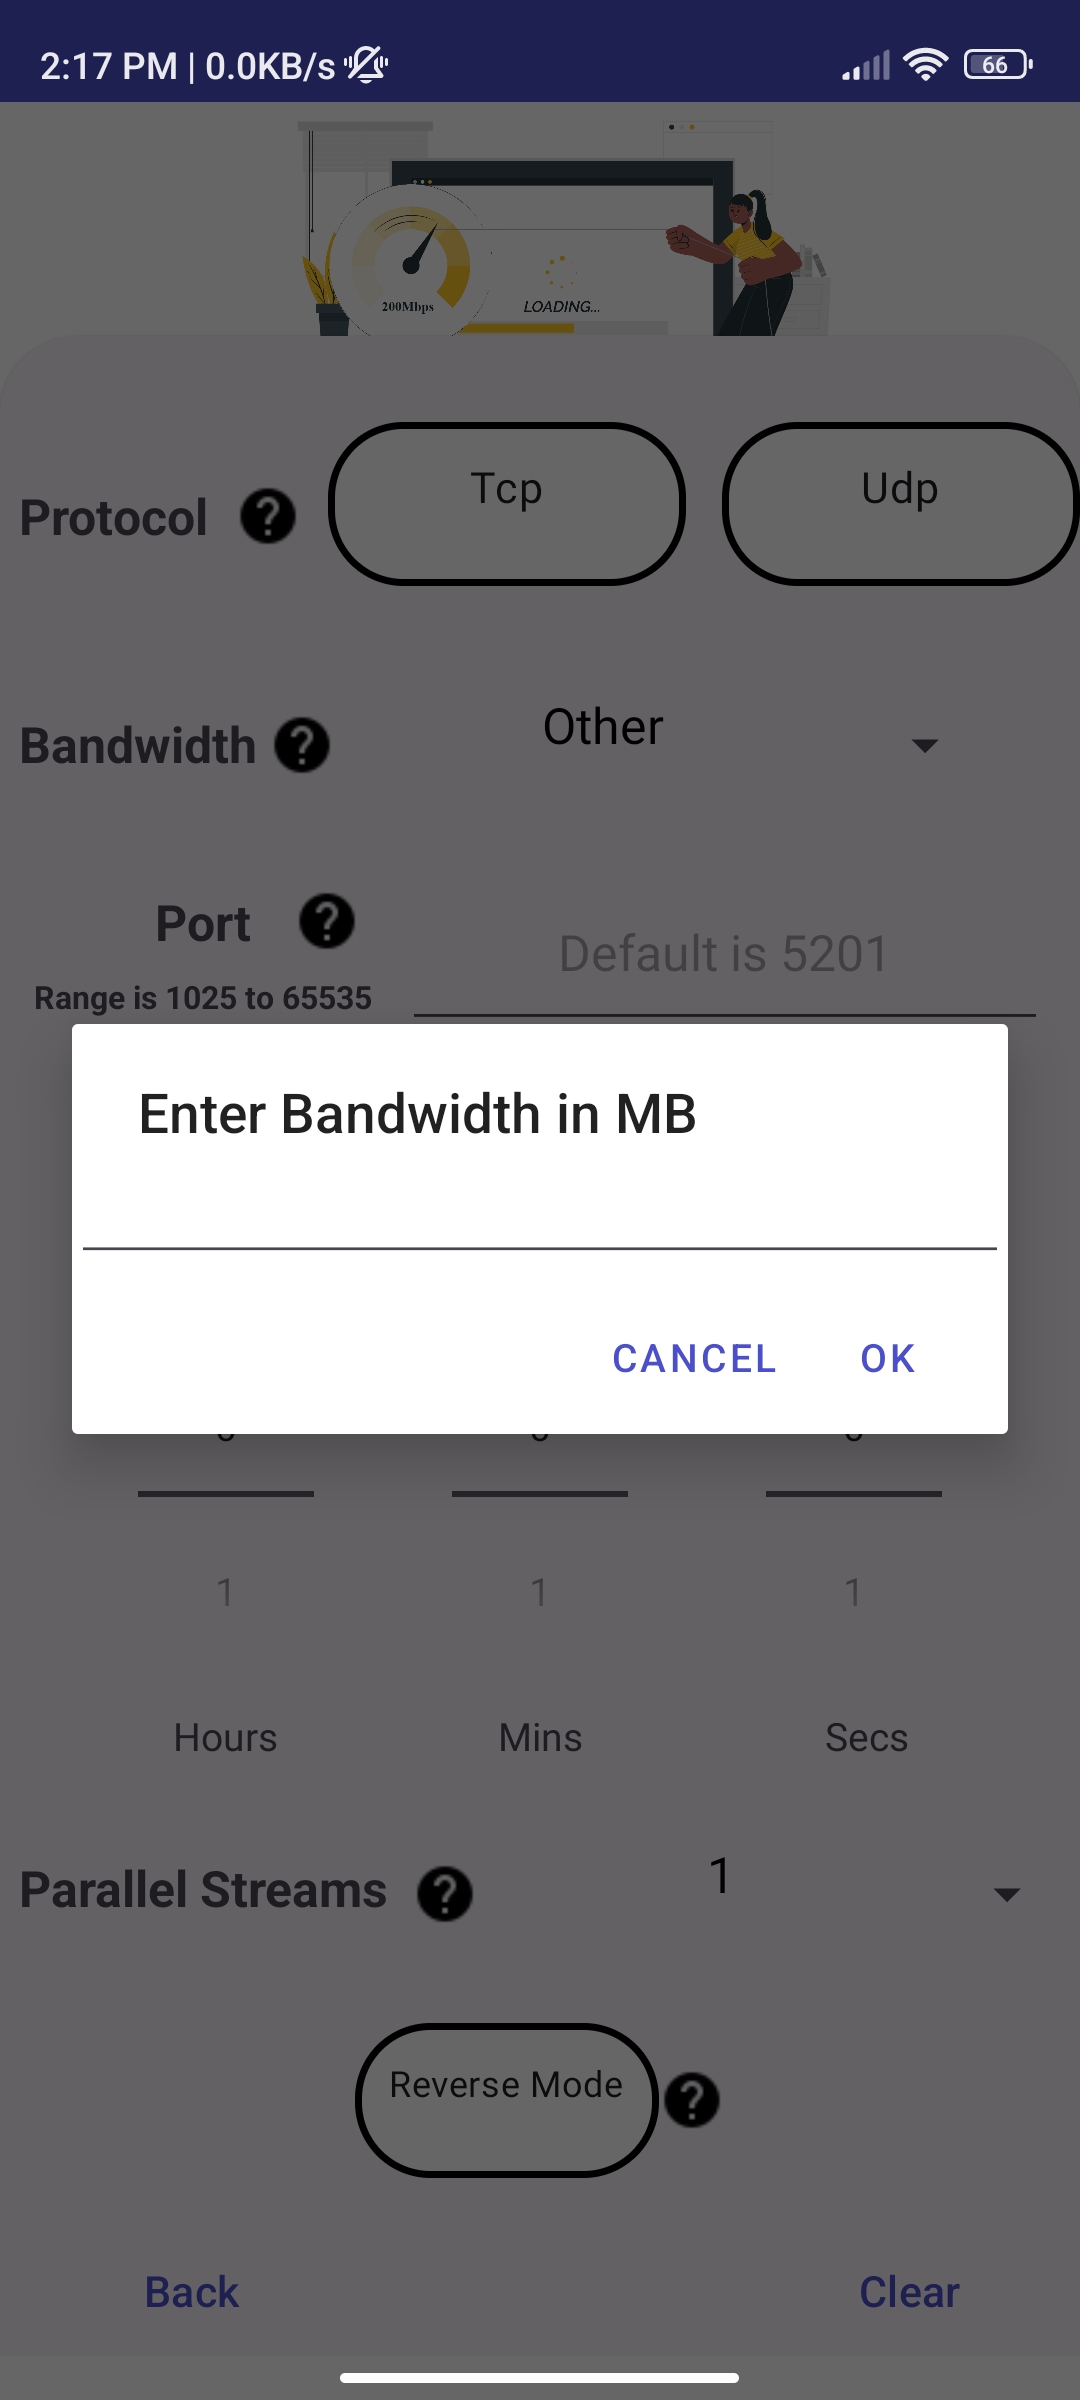 2:17 PM | 0.0KB/s
66
200Mbps
LOADING...
Protocol
Tcp
Udp
Bandwidth
Other
Port
Default is 5201
Range is 1025 to 65535
Enter Bandwidth in MB
CANCEL
OK
1
1
1
Hours
Mins
Secs
Parallel Streams
1
Reverse Mode
Back
Clear